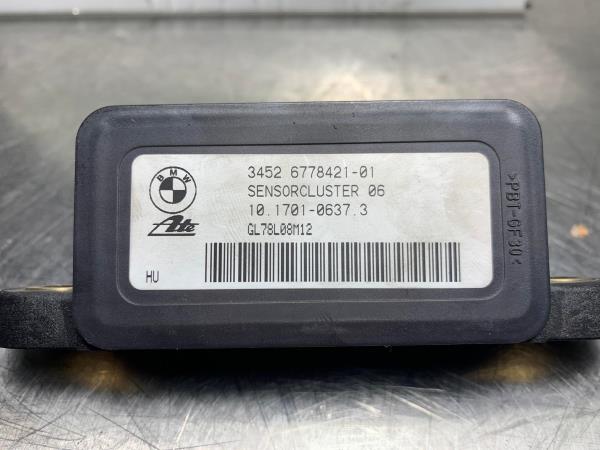 BMW
Ate
3452 6778421-01
SENSORCLUSTER 06
10.1701-0637.3
GL78L08M12
HU
>PBT-GF30<